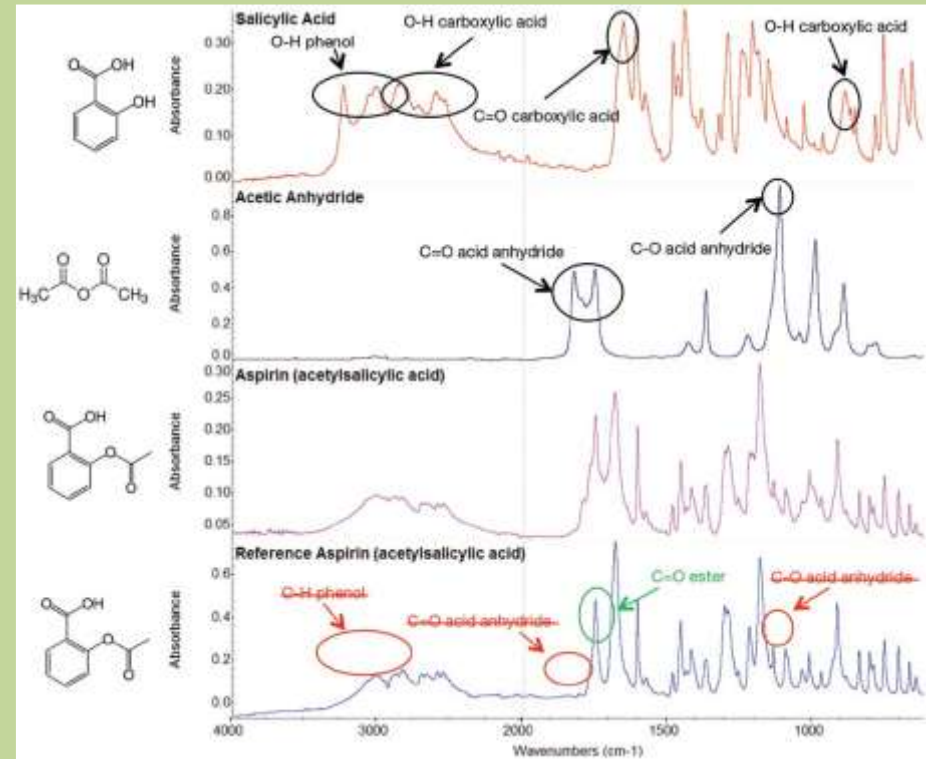 Salicylic Acid
O-H phenol
O-H carboxylic acid
O-H carboxylic acid
C=O carboxylic acid
Absorbance
0.30
0.20
0.10
0.00
O
OH
OH
Acetic Anhydride
C=O acid anhydride
C-O acid anhydride
Absorbance
0.8
0.6
0.4
0.2
0.0
O
O
H₃C
O
CH₃
Aspirin (acetylsalicylic acid)
Absorbance
0.30
0.25
0.20
0.15
0.10
0.05
O
OH
O
O
Reference Aspirin (acetylsalicylic acid)
O-H phenol
C=O acid anhydride
C=O ester
C-O acid anhydride
Absorbance
0.6
0.4
0.2
0.0
O
OH
O
O
4000
3000
2000
1500
1000
Wavenumbers (cm-1)